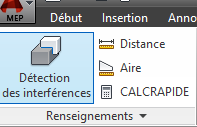 MEP
Début Insertion Anno
Détection
des interférences
Distance
Aire
CALCRAPIDE
Renseignements